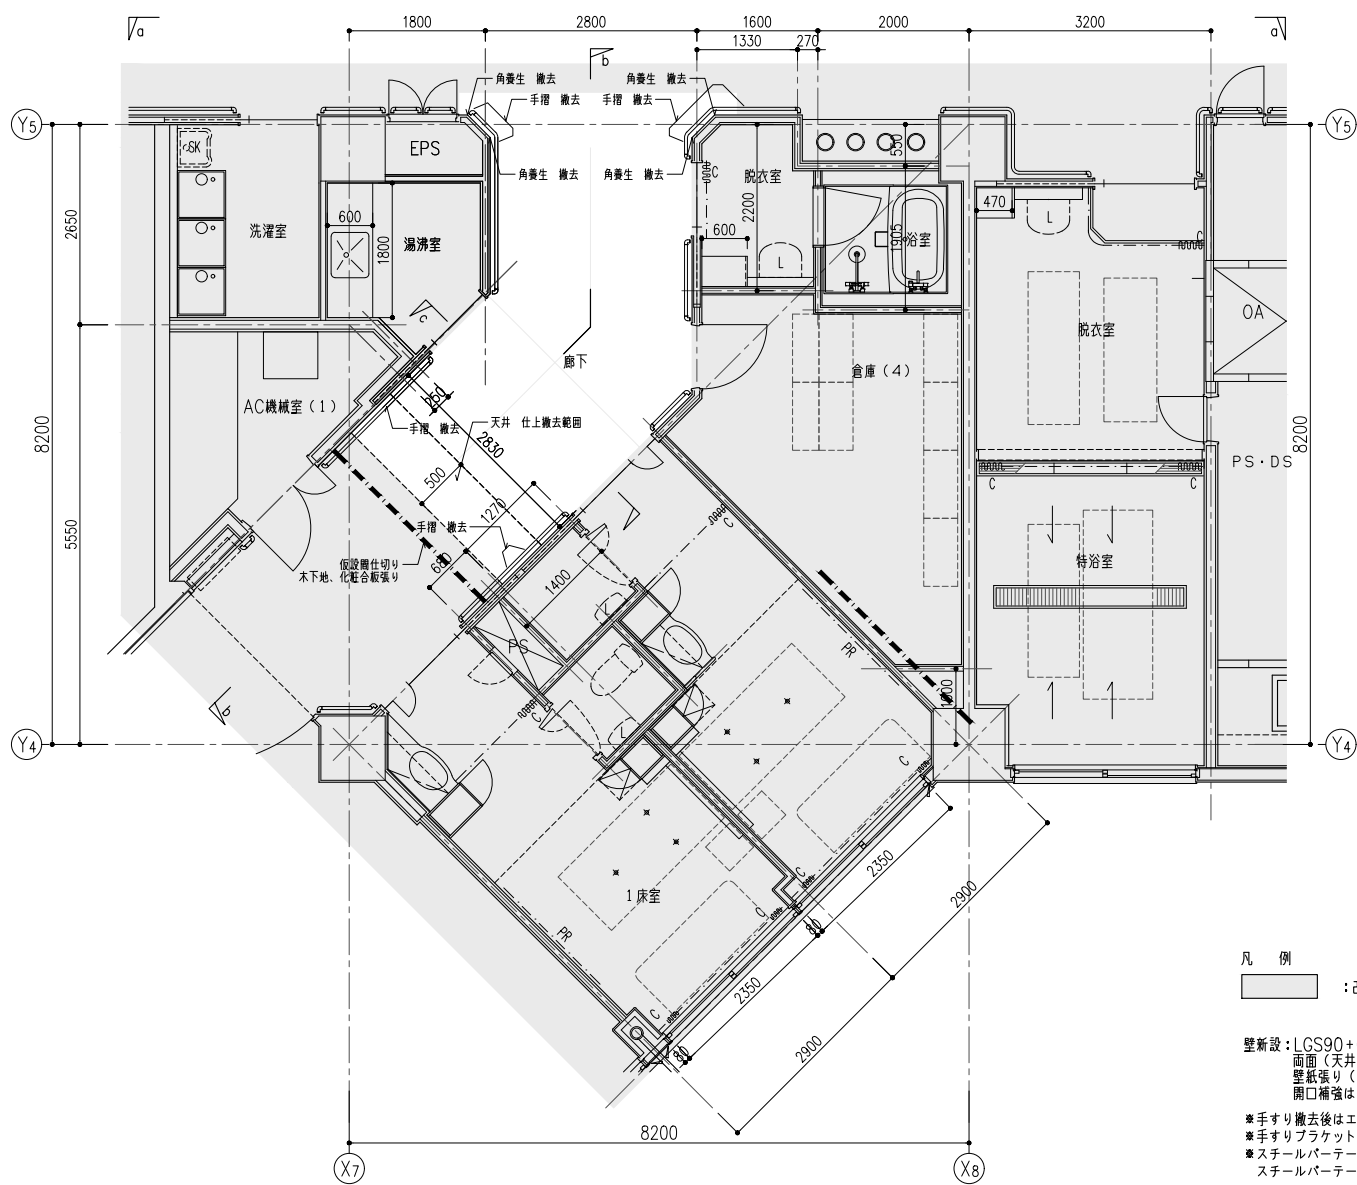 1800
2800
1600
2000
3200
1330
270
a
b
a
角養生 撤去
角養生 撤去
手摺 撤去
手摺 撤去
Y5
Y5
SK
EPS
550
角養生 撤去
角養生 撤去
C
脱衣室
470
2650
洗濯室
600
湯沸室
1800
2200
600
L
1905
浴室
L
C
脱衣室
OA
c
廊下
倉庫(4)
AC機械室(1)
250
手摺 撤去
天井 仕上撤去範囲
2830
8200
8200
PS・DS
500
C
C
1270
C
手摺 撤去
5550
仮設間仕切り
木下地、化粧合板張り
680
1400
特浴室
L
PS
PR
b
C
L
Y4
Y4
C
2350
2900
C
1床室
C
80
PR
2350
C
2900
80
凡 例
壁新設:LGS90+
両面(天井
壁紙張り(
開口補強は
※手すり撤去後はエ
※手すりブラケット
※スチールパーテー
スチールパーテー
8200
X7
X8